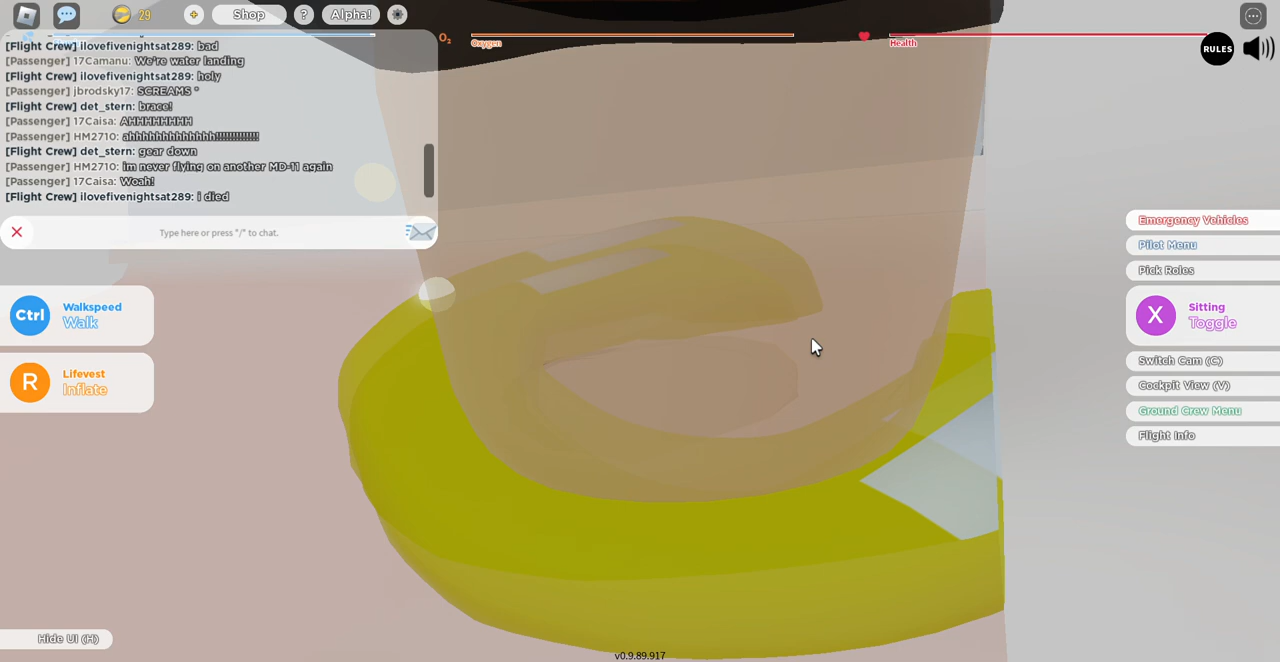 29
+
Shop
?
Alpha!
O₂
Oxygen
Health
RULES
[Flight Crew] ilovefivenightsat289: bad
[Passenger] 17Camanu: We're water landing
[Flight Crew] ilovefivenightsat289: holy
[Passenger] jbrodsky17: SCREAMS *
[Flight Crew] det_stern: brace!
[Passenger] 17Caisa: AHHHHHHHH
[Passenger] HM2710: ahhhhhhhhhhhhh!!!!!!!!!!!!!
[Flight Crew] det_stern: gear down
[Passenger] HM2710: im never flying on another MD-11 again
[Passenger] 17Caisa: Woah!
[Flight Crew] ilovefivenightsat289: i died
Type here or press "/" to chat.
Ctrl
Walkspeed
Walk
R
Lifevest
Inflate
Emergency Vehicles
Pilot Menu
Pick Roles
X
Sitting
Toggle
Switch Cam (C)
Cockpit View (V)
Ground Crew Menu
Flight Info
Hide UI (H)
v0.9.89.917